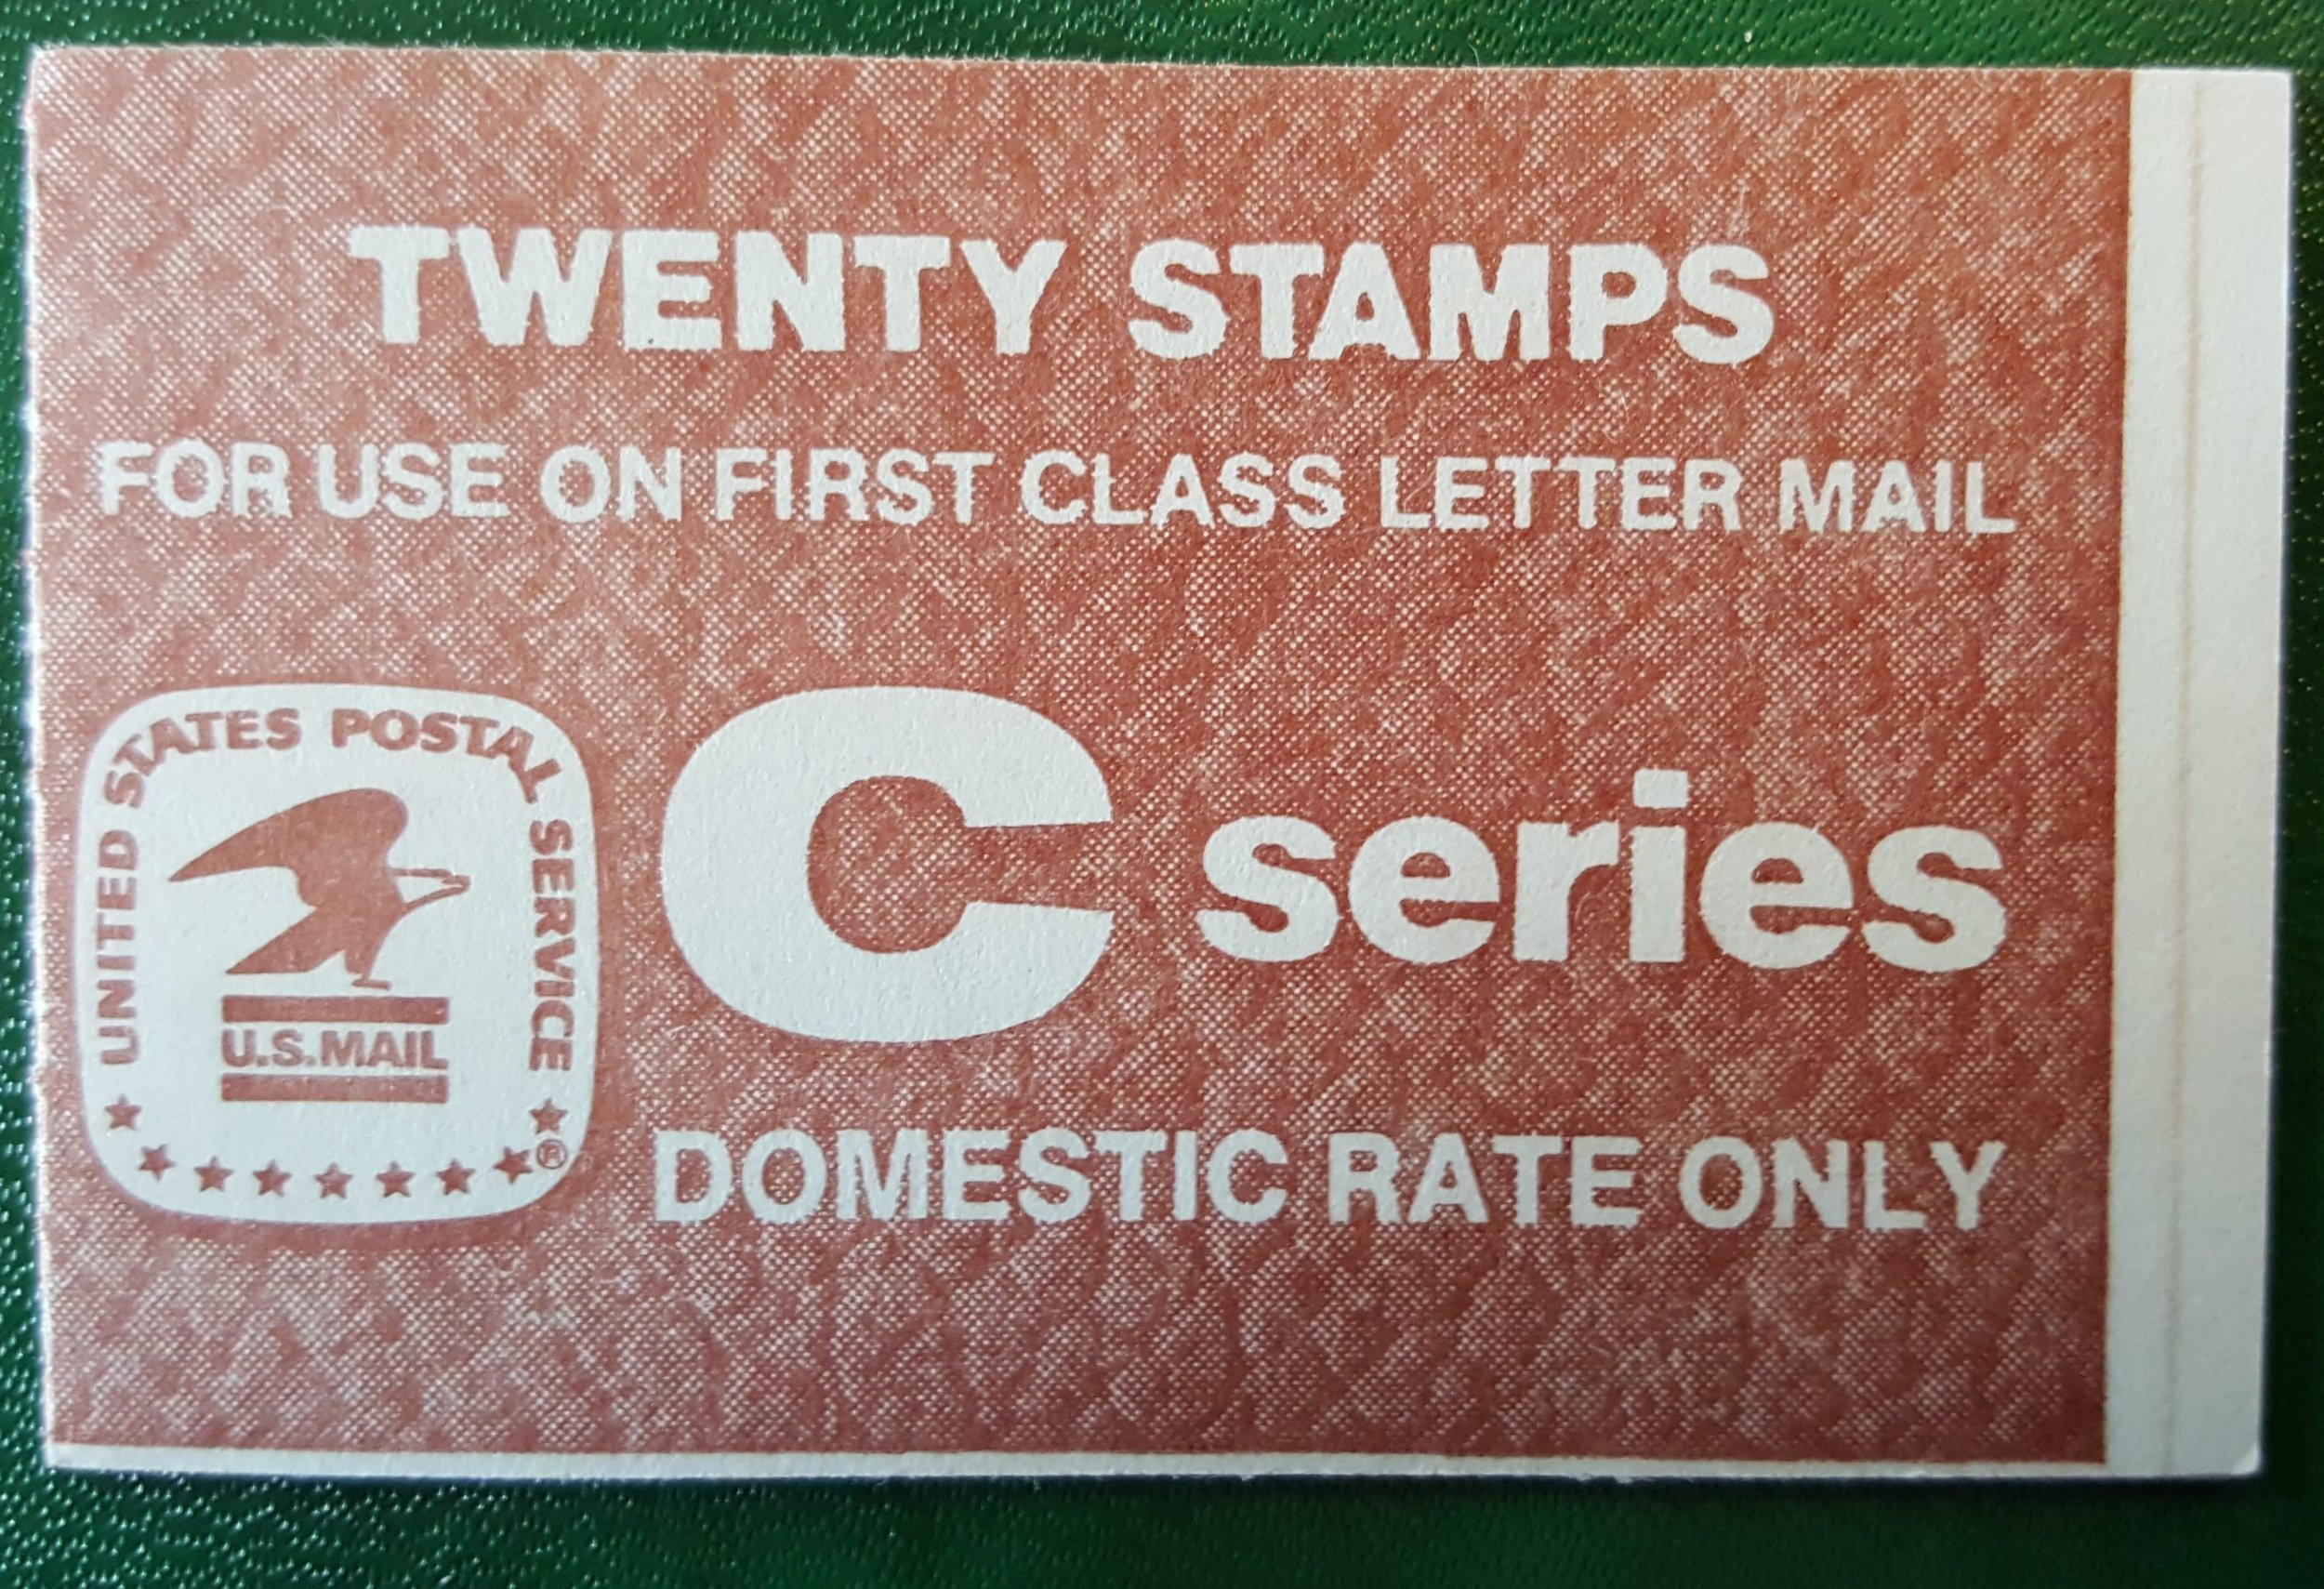 TWENTY STAMPS
FOR USE ON FIRST CLASS LETTER MAIL
UNITED STATES POSTAL SERVICE
U.S.MAIL
®
C series
DOMESTIC RATE ONLY